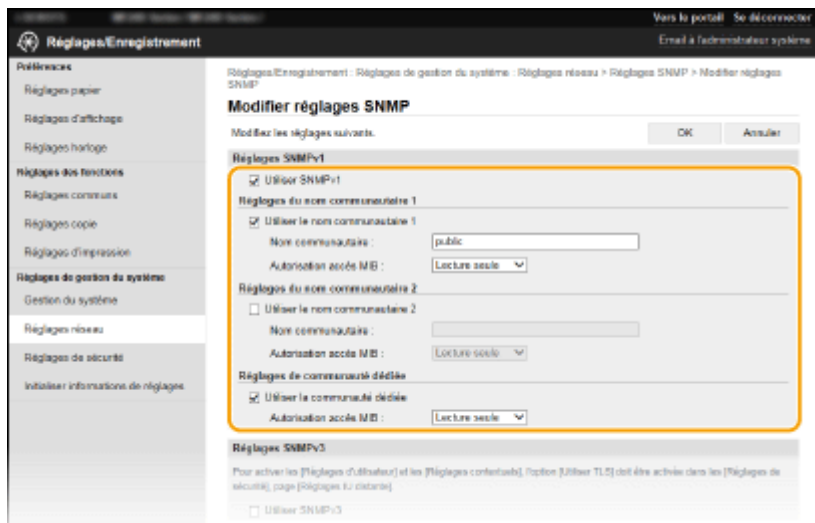 Vers le portail Se déconnecter
Réglages/Enregistrement
Email à l'administrateur système
Préférences
Réglages papier
Réglages d'affichage
Réglages horloge
Réglages des fonctions
Réglages communs
Réglages copie
Réglages d'impression
Réglages de gestion du système
Gestion du système
Réglages réseau
Réglages de sécurité
Initialiser informations de réglages
Réglages/Enregistrement : Réglages de gestion du système : Réglages réseau > Réglages SNMP > Modifier réglages
SNMP
Modifier réglages SNMP
Modifiez les réglages suivants.
OK Annuler
Réglages SNMPv1
Utiliser SNMPv1
Réglages du nom communautaire 1
Utiliser le nom communautaire 1
Nom communautaire : public
Autorisation accès MIB : Lecture seule
Réglages du nom communautaire 2
Utiliser le nom communautaire 2
Nom communautaire :
Autorisation accès MIB : Lecture seule
Réglages de communauté dédiée
Utiliser la communauté dédiée
Autorisation accès MIB : Lecture seule
Réglages SNMPv3
Pour activer les [Réglages d'utilisateur] et les [Réglages contextuels], l'option [Utiliser TLS] doit être activée dans les [Réglages de
sécurité], page [Réglages IU distante].
Utiliser SNMPv3